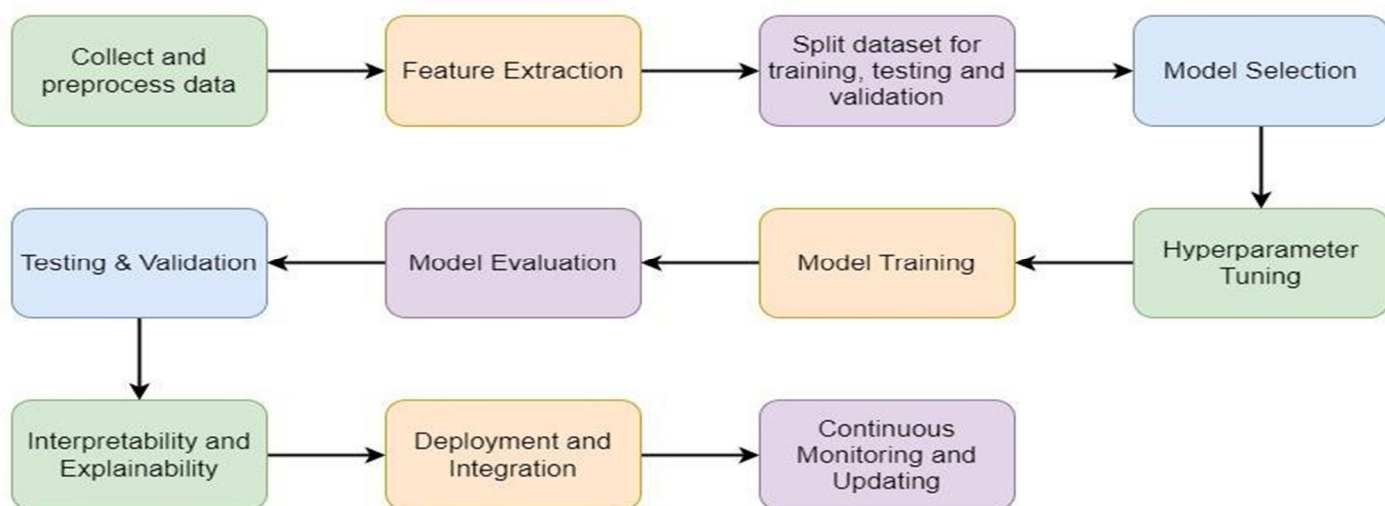 Collect and
preprocess data
Feature Extraction
Split dataset for
training, testing and
validation
Model Selection
Hyperparameter
Tuning
Model Training
Model Evaluation
Testing & Validation
Interpretability and
Explainability
Deployment and
Integration
Continuous
Monitoring and
Updating